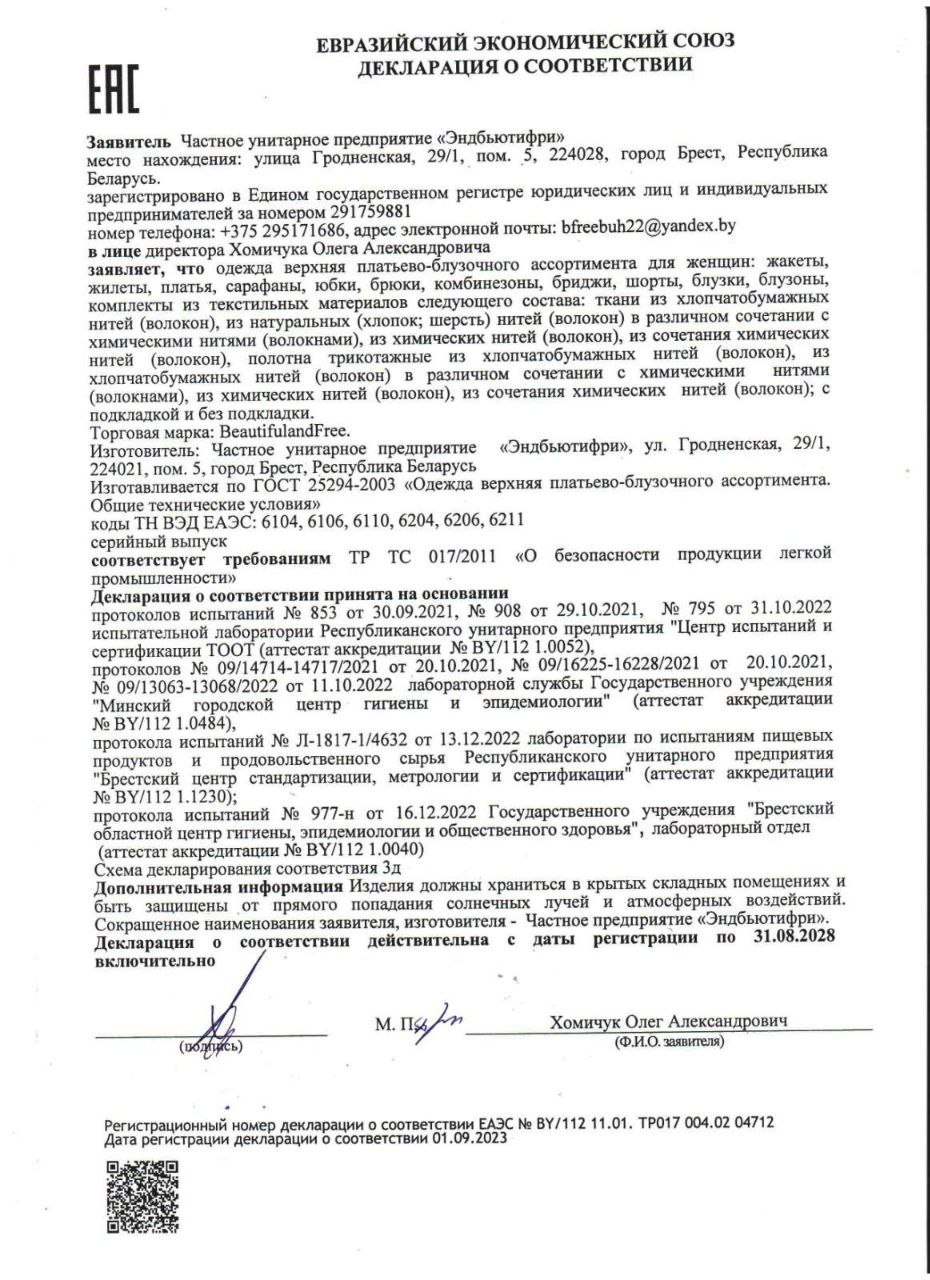 ЕВРАЗИЙСКИЙ ЭКОНОМИЧЕСКИЙ СОЮЗ
ДЕКЛАРАЦИЯ О СООТВЕТСТВИИ
ЕАС
Заявитель Частное унитарное предприятие «Эндбьютифри»
место нахождения: улица Гродненская, 29/1, пом. 5, 224028, город Брест, Республика
Беларусь.
зарегистрировано в Едином государственном регистре юридических лиц и индивидуальных
предпринимателей за номером 291759881
номер телефона: +375 295171686, адрес электронной почты: bfreebuh22@yandex.by
в лице директора Хомичука Олега Александровича
заявляет, что одежда верхняя платьево-блузочного ассортимента для женщин: жакеты,
жилеты, платья, сарафаны, юбки, брюки, комбинезоны, бриджи, шорты, блузки, блузоны,
комплекты из текстильных материалов следующего состава: ткани из хлопчатобумажных
нитей (волокон), из натуральных (хлопок; шерсть) нитей (волокон) в различном сочетании с
химическими нитями (волокнами), из химических нитей (волокон), из сочетания химических
нитей (волокон), полотна трикотажные из хлопчатобумажных нитей (волокон), из
хлопчатобумажных нитей (волокон) в различном сочетании с химическими нитями
(волокнами), из химических нитей (волокон), из сочетания химических нитей (волокон); с
подкладкой и без подкладки.
Торговая марка: BeautifulandFree.
Изготовитель: Частное унитарное предприятие «Эндбьютифри», ул. Гродненская, 29/1,
224021, пом. 5, город Брест, Республика Беларусь
Изготавливается по ГОСТ 25294-2003 «Одежда верхняя платьево-блузочного ассортимента.
Общие технические условия»
коды ТН ВЭД ЕАЭС: 6104, 6106, 6110, 6204, 6206, 6211
серийный выпуск
соответствует требованиям ТР ТС 017/2011 «О безопасности продукции легкой
промышленности»
Декларация о соответствии принята на основании
протоколов испытаний № 853 от 30.09.2021, № 908 от 29.10.2021, № 795 от 31.10.2022
испытательной лаборатории Республиканского унитарного предприятия "Центр испытаний и
сертификации ТООТ (аттестат аккредитации № BY/112 1.0052),
протоколов № 09/14714-14717/2021 от 20.10.2021, № 09/16225-16228/2021 от 20.10.2021,
№ 09/13063-13068/2022 от 11.10.2022 лабораторной службы Государственного учреждения
"Минский городской центр гигиены и эпидемиологии" (аттестат аккредитации
№ BY/112 1.0484),
протокола испытаний № Л-1817-1/4632 от 13.12.2022 лаборатории по испытаниям пищевых
продуктов и продовольственного сырья Республиканского унитарного предприятия
"Брестский центр стандартизации, метрологии и сертификации" (аттестат аккредитации
№ BY/112 1.1230);
протокола испытаний № 977-н от 16.12.2022 Государственного учреждения "Брестский
областной центр гигиены, эпидемиологии и общественного здоровья", лабораторный отдел
(аттестат аккредитации № BY/112 1.0040)
Схема декларирования соответствия 3д
Дополнительная информация Изделия должны храниться в крытых складных помещениях и
быть защищены от прямого попадания солнечных лучей и атмосферных воздействий.
Сокращенное наименования заявителя, изготовителя - Частное предприятие «Эндбьютифри».
Декларация о соответствии действительна с даты регистрации по 31.08.2028
включительно
М. П. Хомичук Олег Александрович
(подпись) (Ф.И.О. заявителя)
Регистрационный номер декларации о соответствии ЕАЭС № BY/112 11.01. ТР017 004.02 04712
Дата регистрации декларации о соответствии 01.09.2023